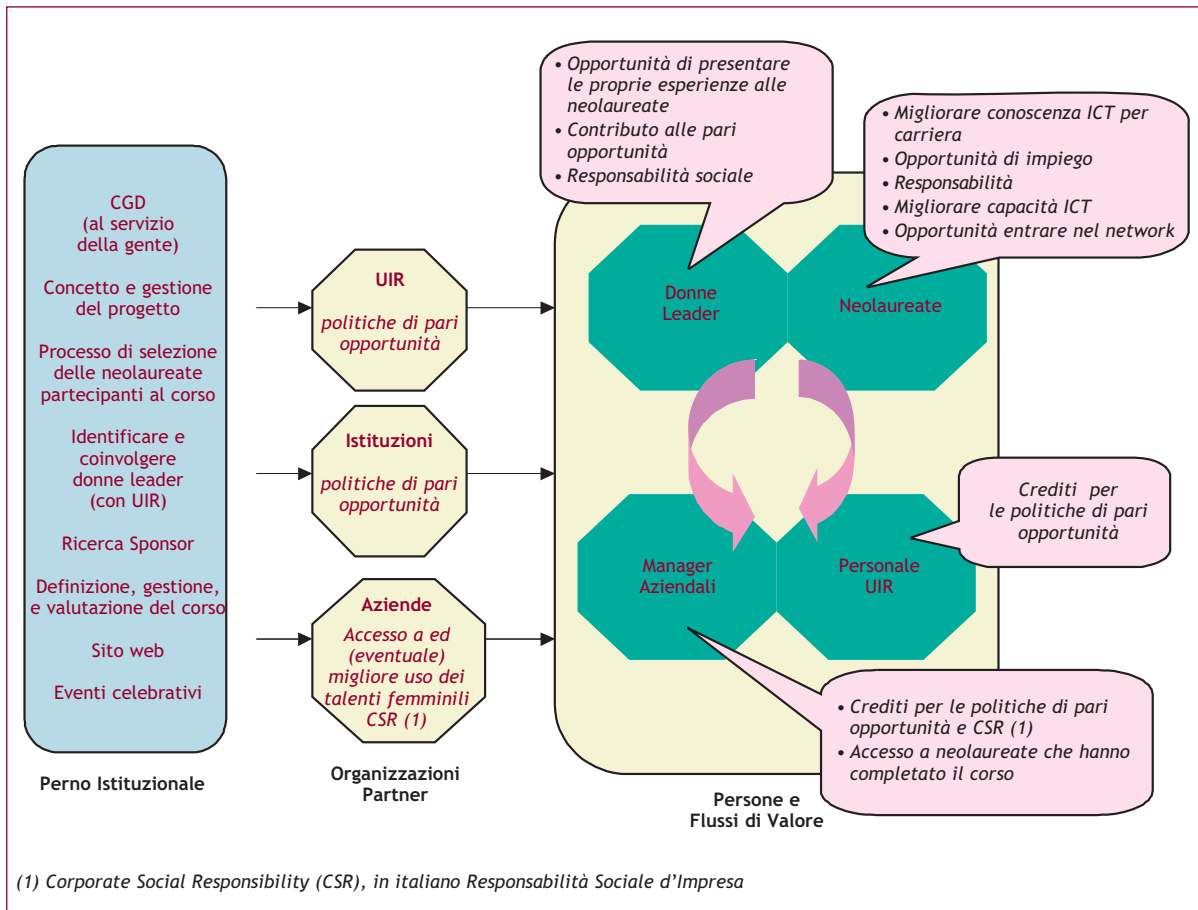 CGD
(al servizio
della gente)
Concetto e gestione
del progetto
Processo di selezione
delle neolaureate
partecipanti al corso
Identificare e
coinvolgere
donne leader
(con UIR)
Ricerca Sponsor
Definizione, gestione,
e valutazione del corso
Sito web
Eventi celebrativi
Perno Istituzionale
UIR
politiche di pari
opportunità
Istituzioni
politiche di pari
opportunità
Aziende
Accesso a ed
(eventuale)
migliore uso dei
talenti femminili
CSR (1)
Organizzazioni
Partner
• Opportunità di presentare
le proprie esperienze alle
neolaureate
• Contributo alle pari
opportunità
• Responsabilità sociale
• Migliorare conoscenza ICT per
carriera
• Opportunità di impiego
• Responsabilità
• Migliorare capacità ICT
• Opportunità entrare nel network
Donne
Leader
Neolaureate
Manager
Aziendali
Personale
UIR
Crediti per
le politiche di pari
opportunità
• Crediti per le politiche di pari
opportunità e CSR (1)
• Accesso a neolaureate che hanno
completato il corso
Persone e
Flussi di Valore
(1) Corporate Social Responsibility (CSR), in italiano Responsabilità Sociale d'Impresa